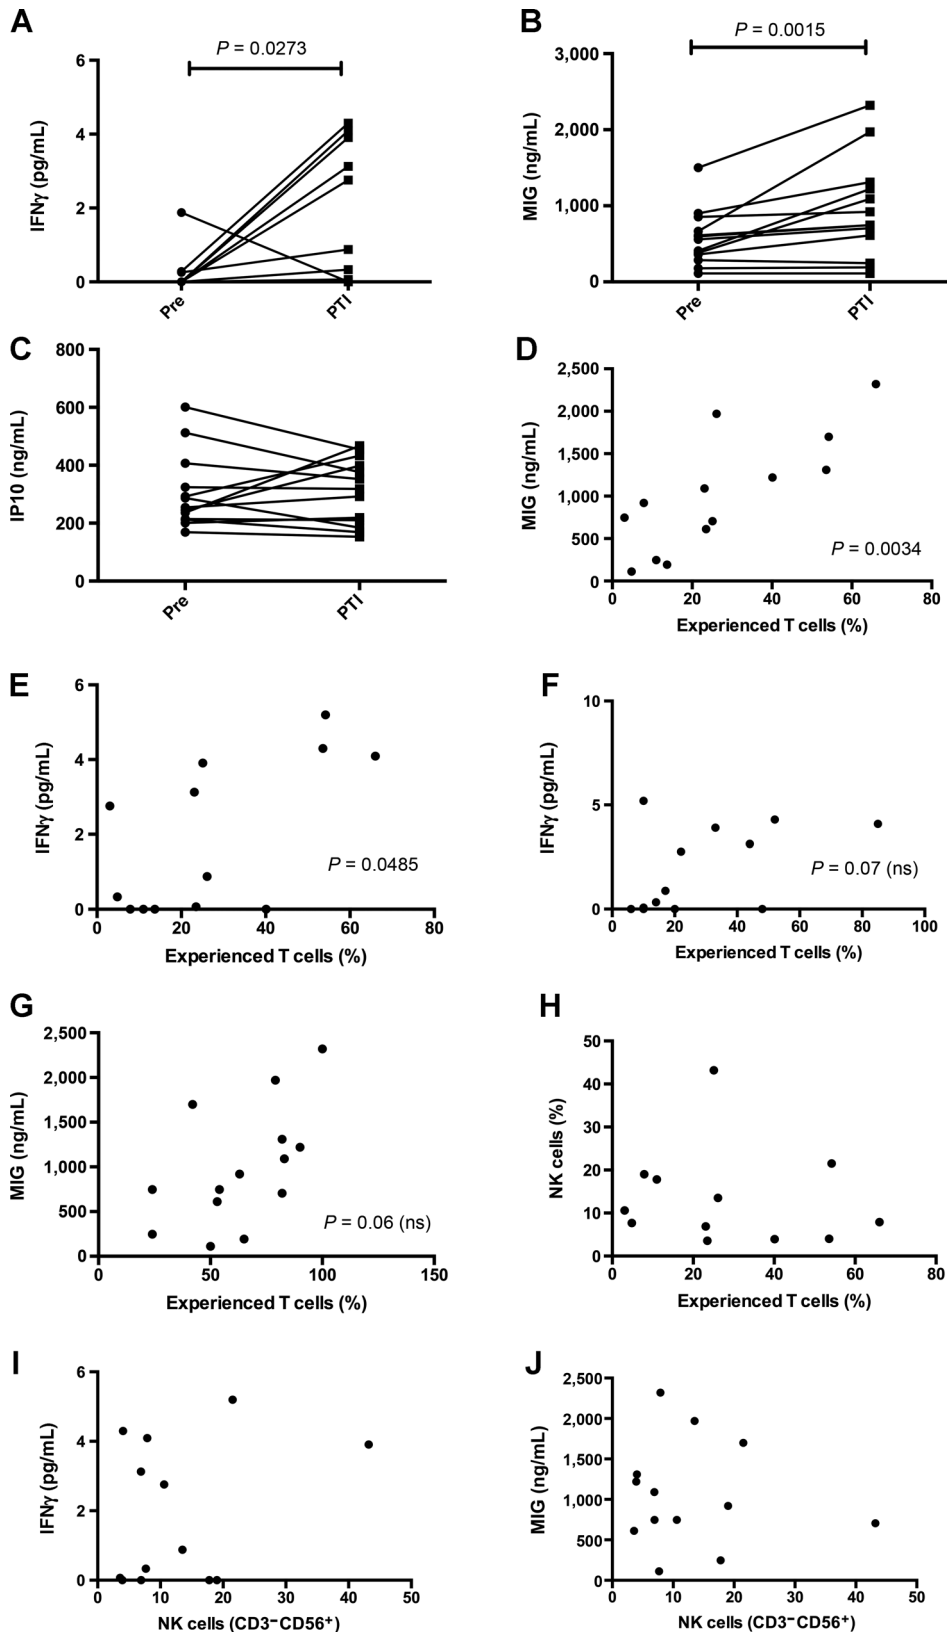 A
P = 0.0273
IFNγ (pg/mL)
6
4
2
0
Pre
PTI
B
P = 0.0015
MIG (ng/mL)
3,000
2,000
1,000
0
Pre
PTI
C
IP10 (ng/mL)
800
600
400
200
0
Pre
PTI
D
MIG (ng/mL)
2,500
2,000
1,500
1,000
500
0
P = 0.0034
0 20 40 60 80
Experienced T cells (%)
E
IFNγ (pg/mL)
6
4
2
0
P = 0.0485
0 20 40 60 80
Experienced T cells (%)
F
IFNγ (pg/mL)
10
5
0
P = 0.07 (ns)
0 20 40 60 80 100
Experienced T cells (%)
G
MIG (ng/mL)
2,500
2,000
1,500
1,000
500
0
P = 0.06 (ns)
0 50 100 150
Experienced T cells (%)
H
NK cells (%)
50
40
30
20
10
0
0 20 40 60 80
Experienced T cells (%)
I
IFNγ (pg/mL)
6
4
2
0
0 10 20 30 40 50
NK cells (CD3⁻CD56⁺)
J
MIG (ng/mL)
2,500
2,000
1,500
1,000
500
0
0 10 20 30 40 50
NK cells (CD3⁻CD56⁺)